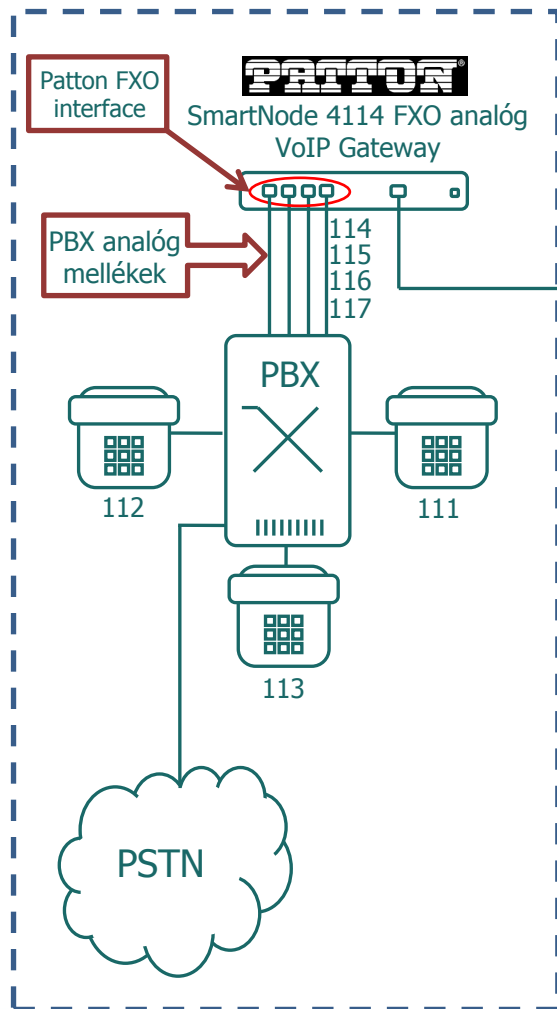 Patton FXO
interface
PATTON®
SmartNode 4114 FXO analóg
VoIP Gateway
PBX analóg
mellékek
114
115
116
117
PBX
112
111
113
PSTN